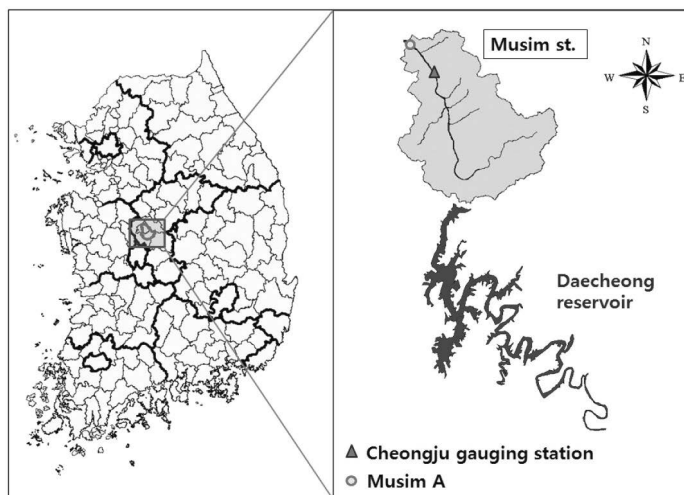 Musim st.
N
W E
S
Daecheong
reservoir
Cheongju gauging station
Musim A